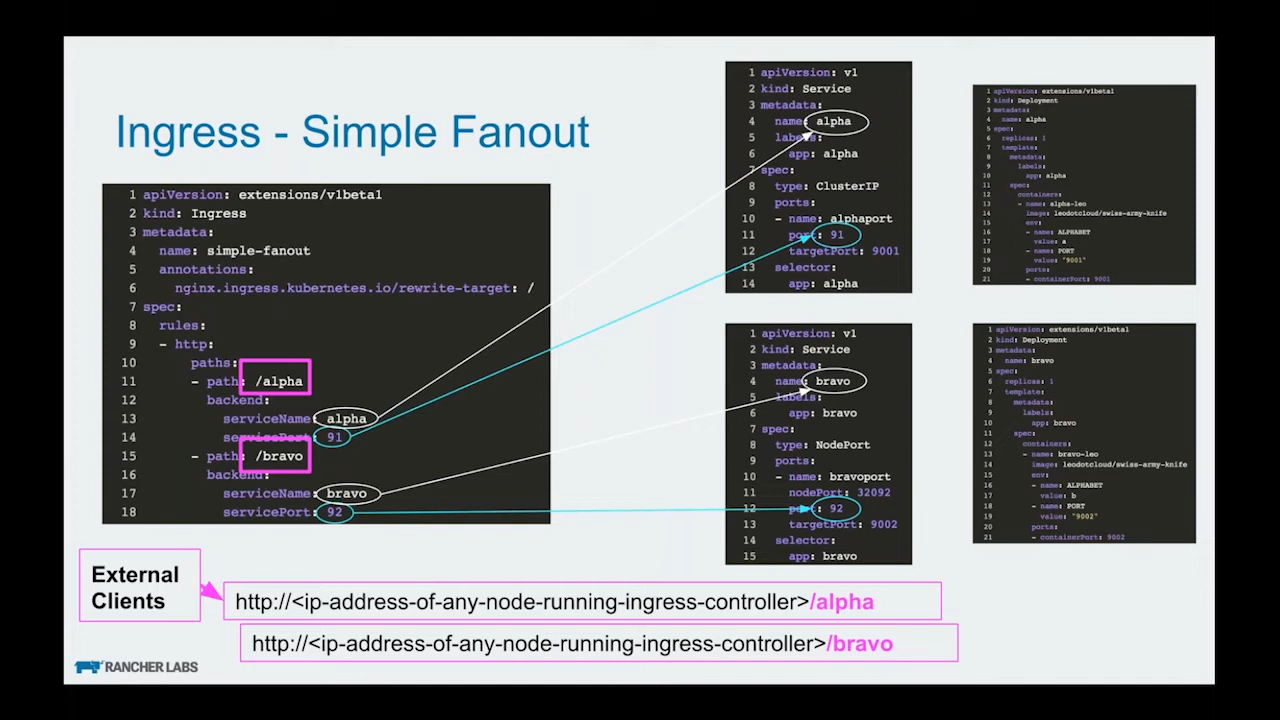 Ingress - Simple Fanout
1 apiVersion: extensions/v1beta1
2 kind: Ingress
3 metadata:
4 name: simple-fanout
5 annotations:
6 nginx.ingress.kubernetes.io/rewrite-target: /
7 spec:
8 rules:
9 - http:
10 paths:
11 - path: /alpha
12 backend:
13 serviceName: alpha
14 servicePort: 91
15 - path: /bravo
16 backend:
17 serviceName: bravo
18 servicePort: 92
1 apiVersion: v1
2 kind: Service
3 metadata:
4 name: alpha
5 labels:
6 app: alpha
7 spec:
8 type: ClusterIP
9 ports:
10 - name: alphaport
11 port: 91
12 targetPort: 9001
13 selector:
14 app: alpha
1 apiVersion: extensions/v1beta1
2 kind: Deployment
3 metadata:
4 name: alpha
5 spec:
6 replicas: 1
7 template:
8 metadata:
9 labels:
10 app: alpha
11 spec:
12 containers:
13 - name: alpha-leo
14 image: leodotcloud/swiss-army-knife
15 env:
16 - name: ALPHABET
17 value: a
18 - name: PORT
19 value: "9001"
20 ports:
21 - containerPort: 9001
1 apiVersion: v1
2 kind: Service
3 metadata:
4 name: bravo
5 labels:
6 app: bravo
7 spec:
8 type: NodePort
9 ports:
10 - name: bravoport
11 nodePort: 32092
12 port: 92
13 targetPort: 9002
14 selector:
15 app: bravo
1 apiVersion: extensions/v1beta1
2 kind: Deployment
3 metadata:
4 name: bravo
5 spec:
6 replicas: 1
7 template:
8 metadata:
9 labels:
10 app: bravo
11 spec:
12 containers:
13 - name: bravo-leo
14 image: leodotcloud/swiss-army-knife
15 env:
16 - name: ALPHABET
17 value: b
18 - name: PORT
19 value: "9002"
20 ports:
21 - containerPort: 9002
External
Clients
http://<ip-address-of-any-node-running-ingress-controller>/alpha
http://<ip-address-of-any-node-running-ingress-controller>/bravo
RANCHER LABS